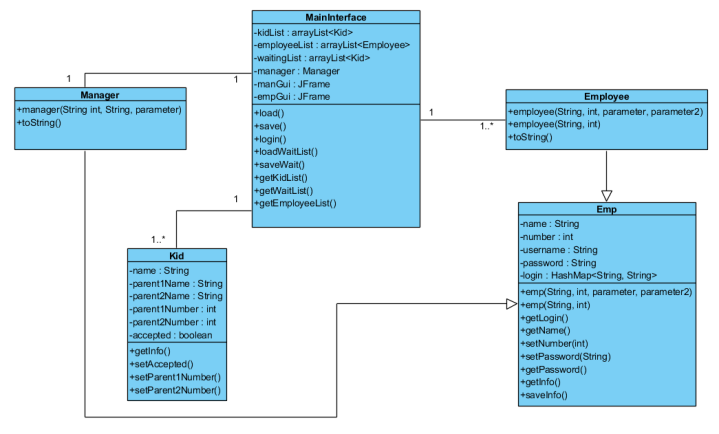 MainInterface
-kidList : arrayList<Kid>
-employeeList : arrayList<Employee>
-waitingList : arrayList<Kid>
-manager : Manager
-manGui : JFrame
-empGui : JFrame
+load()
+save()
+login()
+loadWaitList()
+saveWait()
+getKidList()
+getWaitList()
+getEmployeeList()
1
1
Manager
+manager(String int, String, parameter)
+toString()
1
1..*
Employee
+employee(String, int, parameter, parameter2)
+employee(String, int)
+toString()
1
1..*
Kid
-name : String
-parent1Name : String
-parent2Name : String
-parent1Number : int
-parent2Number : int
-accepted : boolean
+getInfo()
+setAccepted()
+setParent1Number()
+setParent2Number()
Emp
-name : String
-number : int
-username : String
-password : String
-login : HashMap<String, String>
+emp(String, int, parameter, parameter2)
+emp(String, int)
+getLogin()
+getName()
+setNumber(int)
+setPassword(String)
+getPassword()
+getInfo()
+saveInfo()